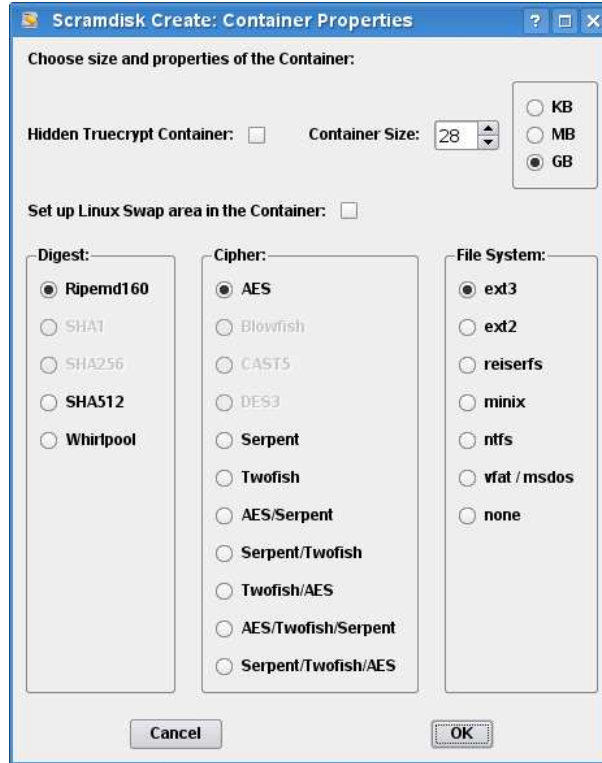 Scramdisk Create: Container Properties
Choose size and properties of the Container:
Hidden Truecrypt Container:
Container Size:
28
KB
MB
GB
Set up Linux Swap area in the Container:
Digest:
Ripemd160
SHA1
SHA256
SHA512
Whirlpool
Cipher:
AES
Blowfish
CAST5
DES3
Serpent
Twofish
AES/Serpent
Serpent/Twofish
Twofish/AES
AES/Twofish/Serpent
Serpent/Twofish/AES
File System:
ext3
ext2
reiserfs
minix
ntfs
vfat / msdos
none
Cancel
OK